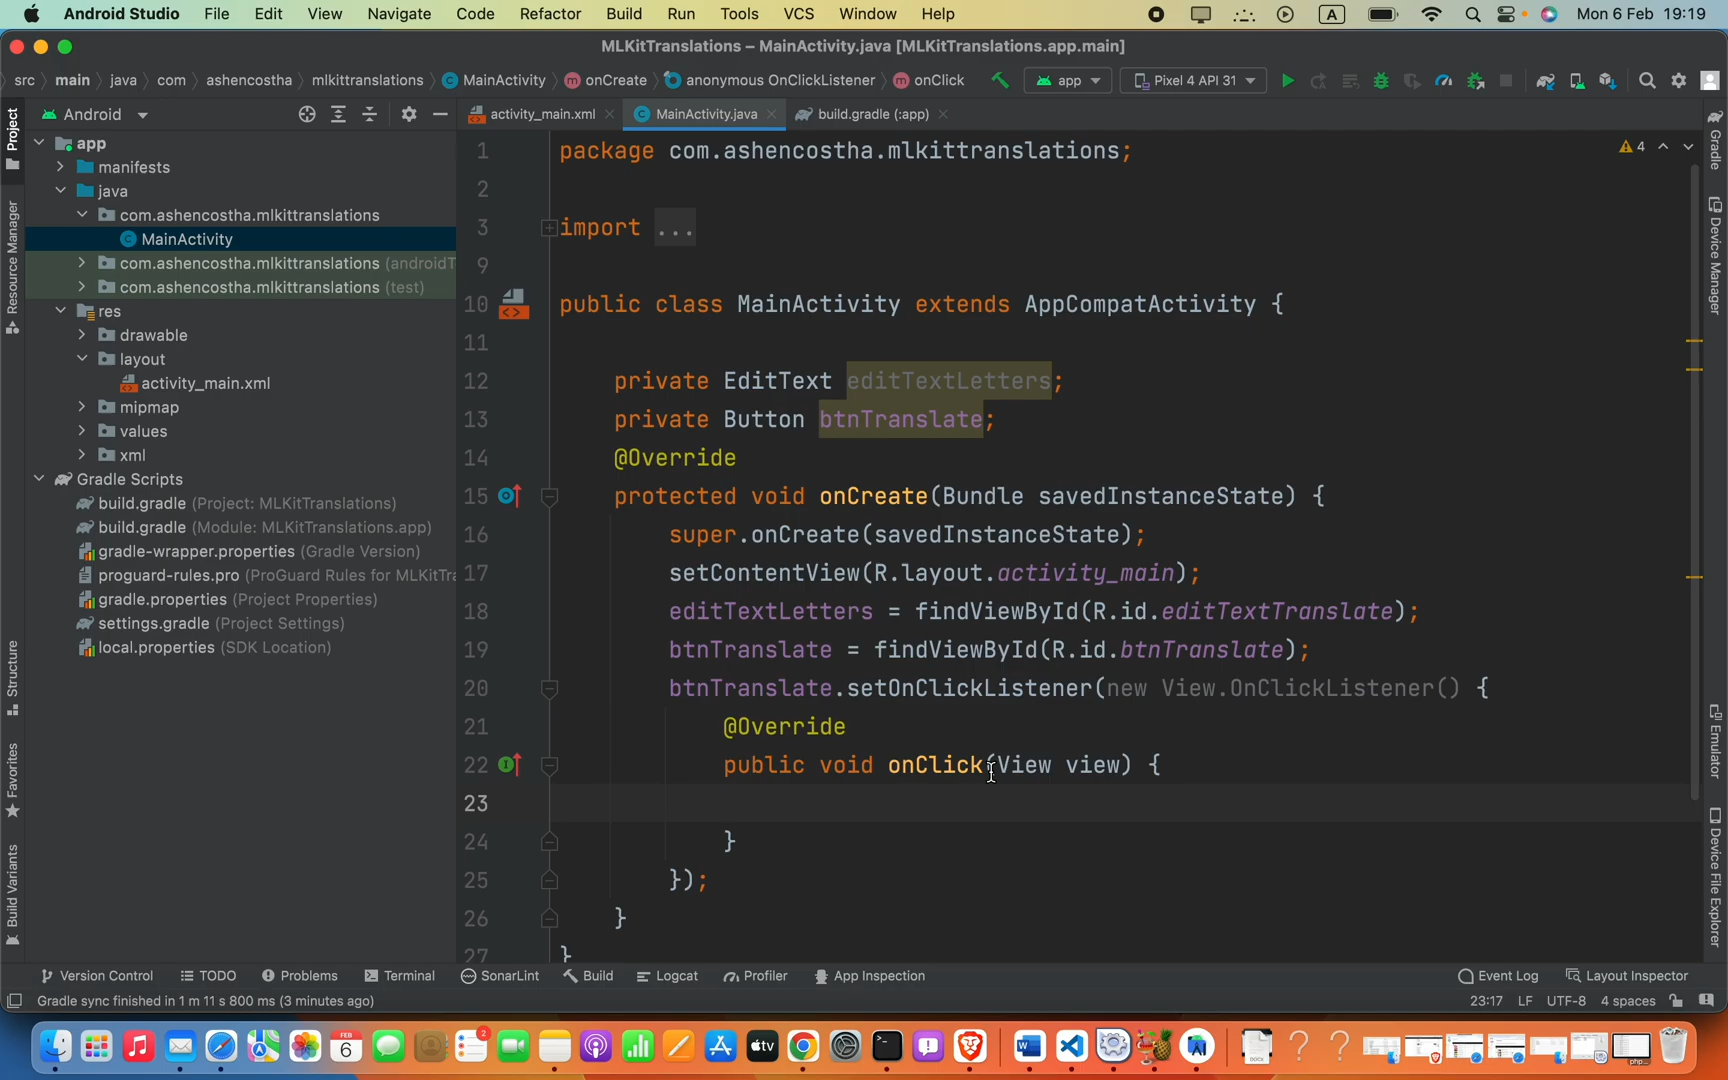 Android Studio File Edit View Navigate Code Refactor Build Run Tools VCS Window Help A Mon 6 Feb 19:19
MLKitTranslations – MainActivity.java [MLKitTranslations.app.main]
src main java com ashencostha mlkittranslations MainActivity onCreate anonymous OnClickListener onClick app Pixel 4 API 31
Android activity_main.xml MainActivity.java build.gradle (:app)
Project
Resource Manager
Structure
Favorites
Build Variants
app
manifests
java
com.ashencostha.mlkittranslations
MainActivity
com.ashencostha.mlkittranslations (androidT
com.ashencostha.mlkittranslations (test)
res
drawable
layout
activity_main.xml
mipmap
values
xml
Gradle Scripts
build.gradle (Project: MLKitTranslations)
build.gradle (Module: MLKitTranslations.app)
gradle-wrapper.properties (Gradle Version)
proguard-rules.pro (ProGuard Rules for MLKitTra
gradle.properties (Project Properties)
settings.gradle (Project Settings)
local.properties (SDK Location)
1 package com.ashencostha.mlkittranslations;
2
3 import ...
9
10 public class MainActivity extends AppCompatActivity {
11
12 private EditText editTextLetters;
13 private Button btnTranslate;
14 @Override
15 protected void onCreate(Bundle savedInstanceState) {
16 super.onCreate(savedInstanceState);
17 setContentView(R.layout.activity_main);
18 editTextLetters = findViewById(R.id.editTextTranslate);
19 btnTranslate = findViewById(R.id.btnTranslate);
20 btnTranslate.setOnClickListener(new View.OnClickListener() {
21 @Override
22 public void onClick(View view) {
23
24 }
25 });
26 }
27 }
4
Gradle
Device Manager
Emulator
Device File Explorer
Version Control TODO Problems Terminal SonarLint Build Logcat Profiler App Inspection Event Log Layout Inspector
Gradle sync finished in 1 m 11 s 800 ms (3 minutes ago) 23:17 LF UTF-8 4 spaces
FEB
6
2
tv
W
DOCX
php